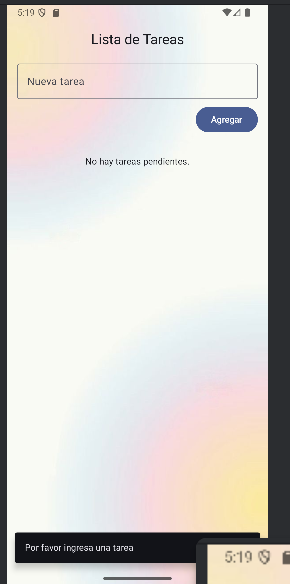 5:19
Lista de Tareas
Nueva tarea
Agregar
No hay tareas pendientes.
Por favor ingresa una tarea
5:19